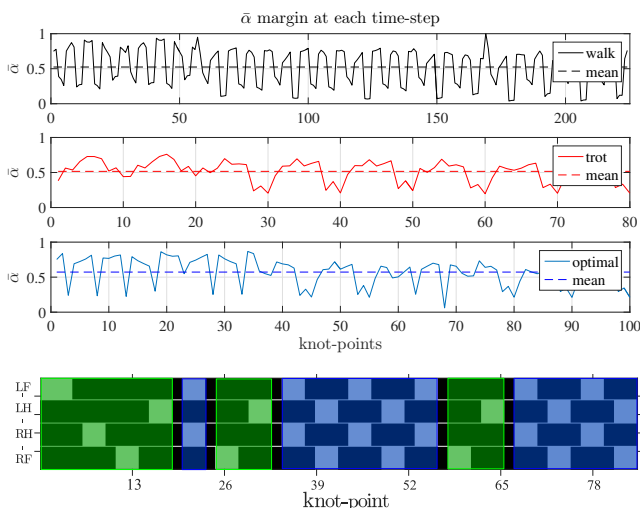 ᾱ margin at each time-step
1
0.5
0
ᾱ
walk
mean
0 50 100 150 200
1
0.5
0
ᾱ
trot
mean
0 10 20 30 40 50 60 70 80
1
0.5
0
ᾱ
optimal
mean
0 10 20 30 40 50 60 70 80 90 100
knot-points
LF
LH
RH
RF
13 26 39 52 65 78
knot-point